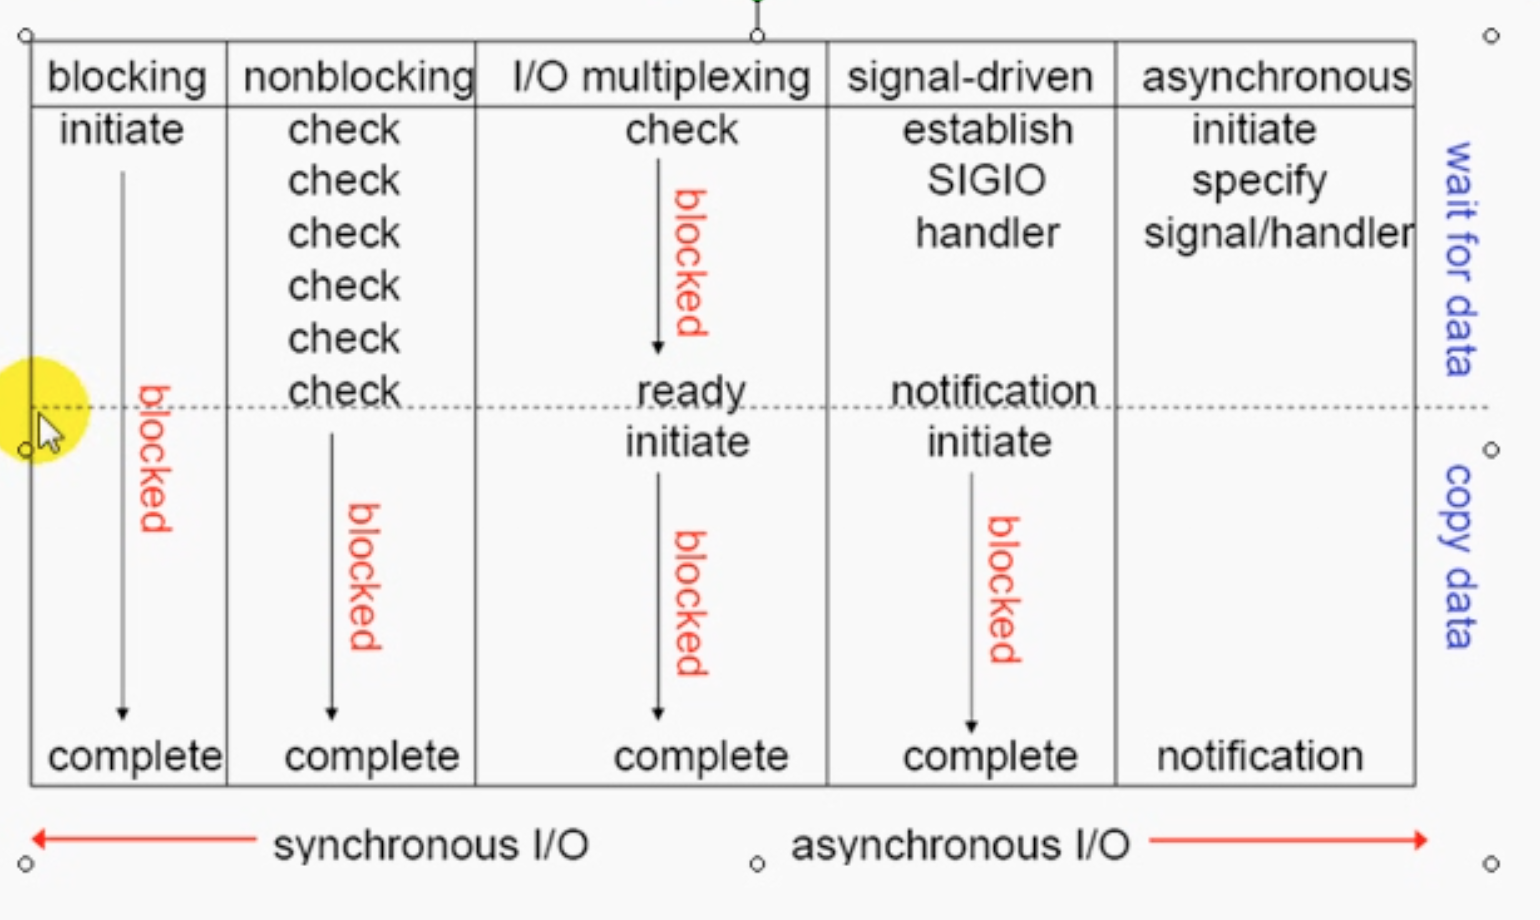 blocking nonblocking I/O multiplexing signal-driven asynchronous
initiate check check establish initiate
check SIGIO specify
check handler signal/handler
check
check
check ready notification
initiate initiate
blocked
blocked
blocked
blocked
blocked
complete complete complete complete notification
wait for data
copy data
synchronous I/O asynchronous I/O